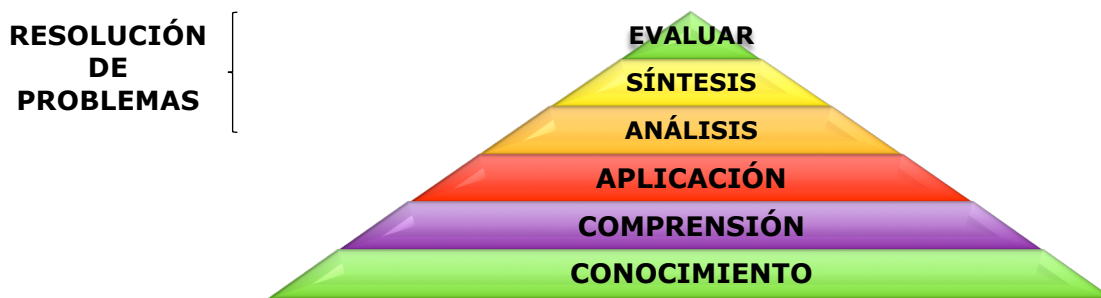 RESOLUCIÓN
DE
PROBLEMAS
EVALUAR
SÍNTESIS
ANÁLISIS
APLICACIÓN
COMPRENSIÓN
CONOCIMIENTO